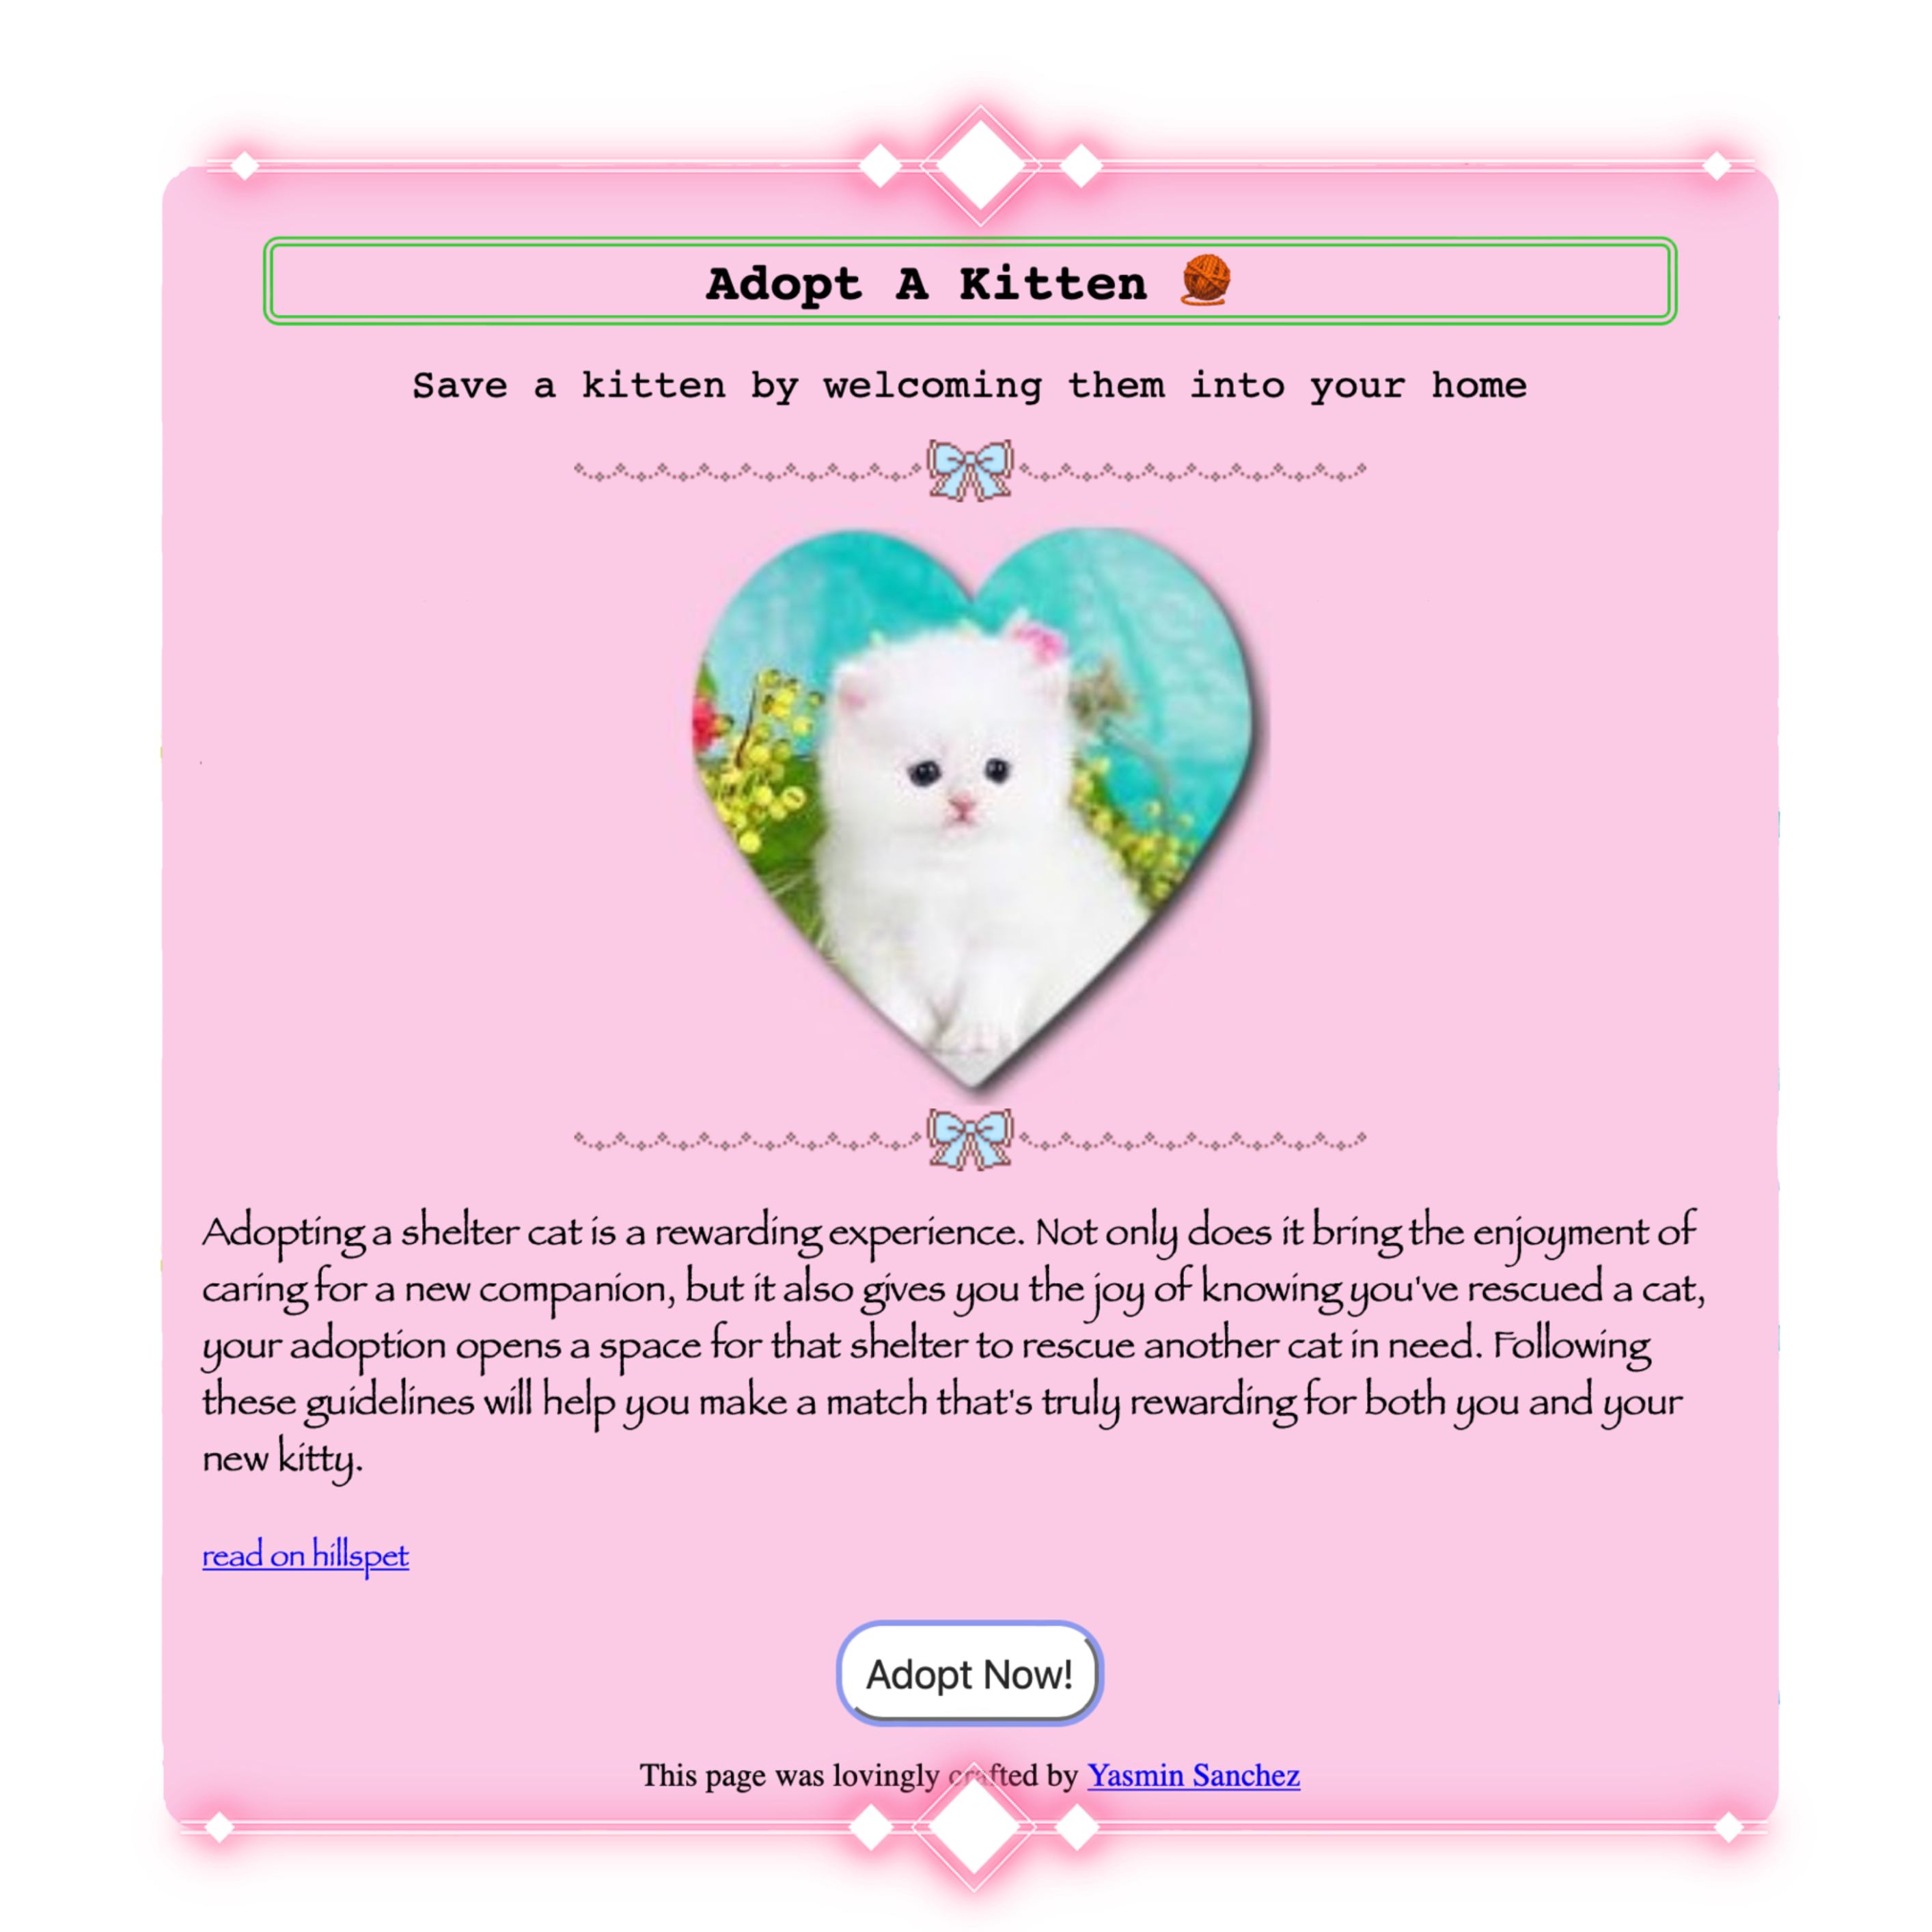 Adopt A Kitten 🧶
Save a kitten by welcoming them into your home
Adopting a shelter cat is a rewarding experience. Not only does it bring the enjoyment of
caring for a new companion, but it also gives you the joy of knowing you've rescued a cat,
your adoption opens a space for that shelter to rescue another cat in need. Following
these guidelines will help you make a match that's truly rewarding for both you and your
new kitty.
read on hillspet
Adopt Now!
This page was lovingly crafted by Yasmin Sanchez